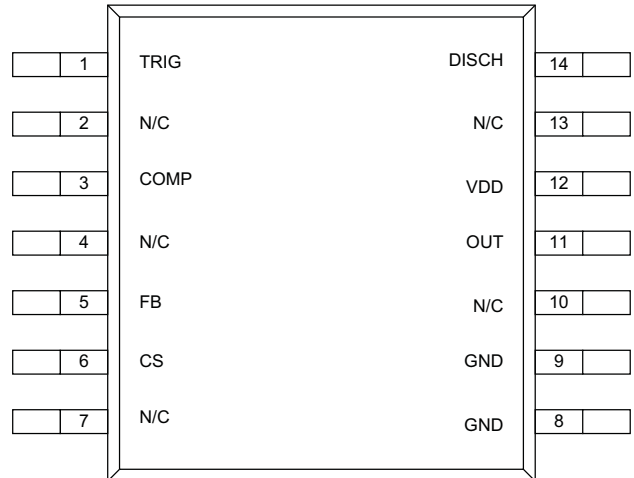 1 TRIG DISCH 14
2 N/C N/C 13
3 COMP VDD 12
4 N/C OUT 11
5 FB N/C 10
6 CS GND 9
7 N/C GND 8